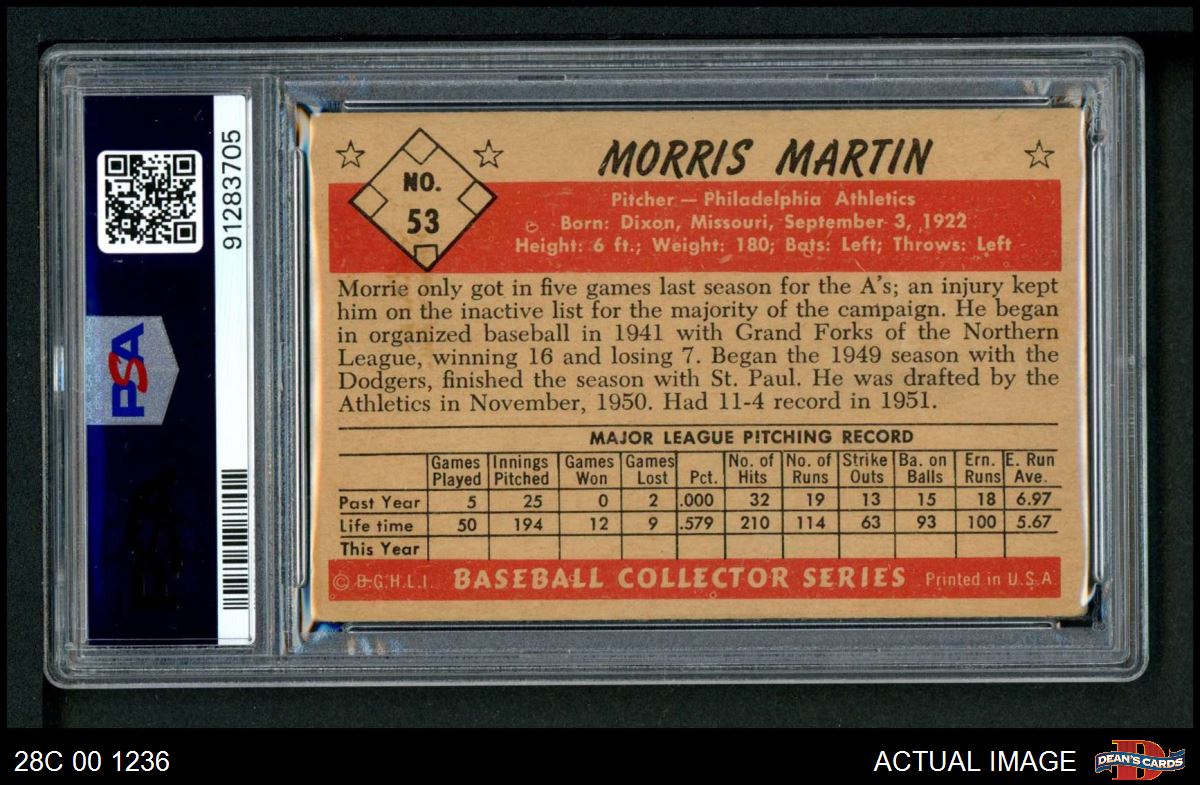 91283705
PSA
MORRIS MARTIN
NO.
53
Pitcher — Philadelphia Athletics
Born: Dixon, Missouri, September 3, 1922
Height: 6 ft.; Weight: 180; Bats: Left; Throws: Left
Morrie only got in five games last season for the A's; an injury kept
him on the inactive list for the majority of the campaign. He began
in organized baseball in 1941 with Grand Forks of the Northern
League, winning 16 and losing 7. Began the 1949 season with the
Dodgers, finished the season with St. Paul. He was drafted by the
Athletics in November, 1950. Had 11-4 record in 1951.
MAJOR LEAGUE PITCHING RECORD
Games Innings Games Games No. of No. of Strike Ba. on Ern. E. Run
Played Pitched Won Lost Pct. Hits Runs Outs Balls Runs Ave.
Past Year 5 25 0 2 .000 32 19 13 15 18 6.97
Life time 50 194 12 9 .579 210 114 63 93 100 5.67
This Year
© B.G.H.L.I. BASEBALL COLLECTOR SERIES Printed in U.S.A.
28C 00 1236
ACTUAL IMAGE
D
DEAN'S CARDS